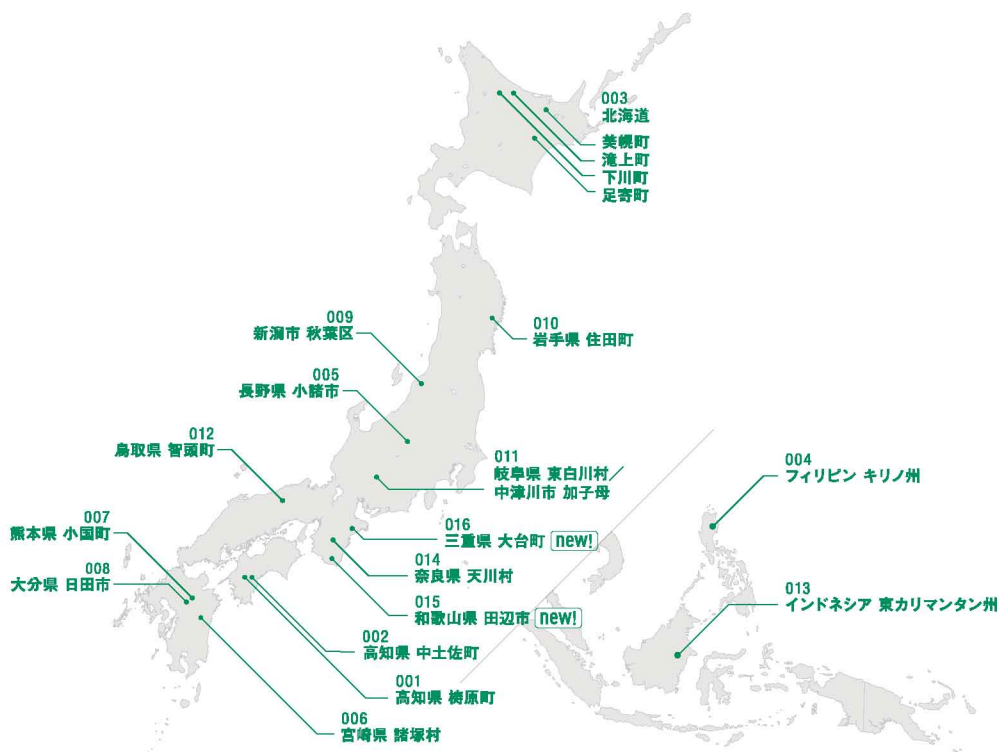 003
北海道
美幌町
滝上町
下川町
足寄町
009
新潟市 秋葉区
010
岩手県 住田町
005
長野県 小諸市
012
鳥取県 智頭町
011
岐阜県 東白川村／
中津川市 加子母
004
フィリピン キリノ州
007
熊本県 小国町
016
三重県 大台町 new!
014
奈良県 天川村
008
大分県 日田市
013
インドネシア 東カリマンタン州
015
和歌山県 田辺市 new!
002
高知県 中土佐町
001
高知県 梼原町
006
宮崎県 諸塚村